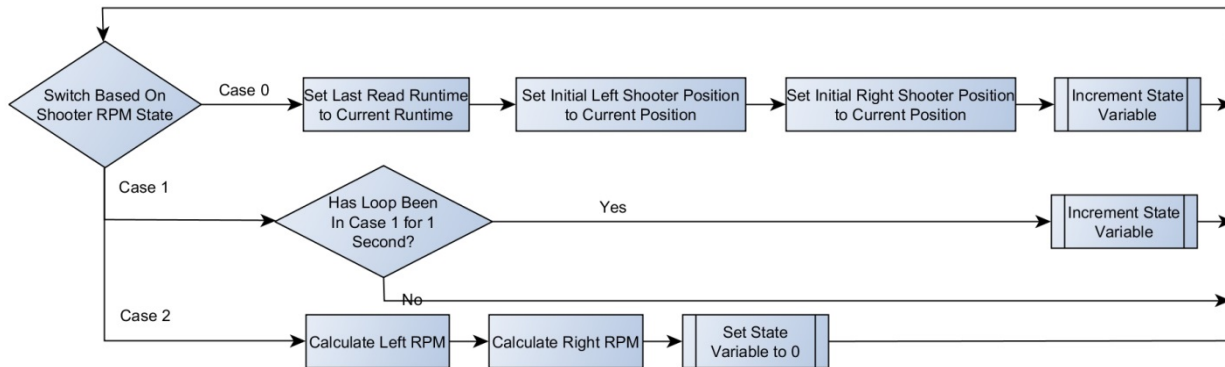 Switch Based On
Shooter RPM State
Case 0
Set Last Read Runtime
to Current Runtime
Set Initial Left Shooter Position
to Current Position
Set Initial Right Shooter Position
to Current Position
Increment State
Variable
Case 1
Has Loop Been
In Case 1 for 1
Second?
Yes
Increment State
Variable
No
Case 2
Calculate Left RPM
Calculate Right RPM
Set State
Variable to 0